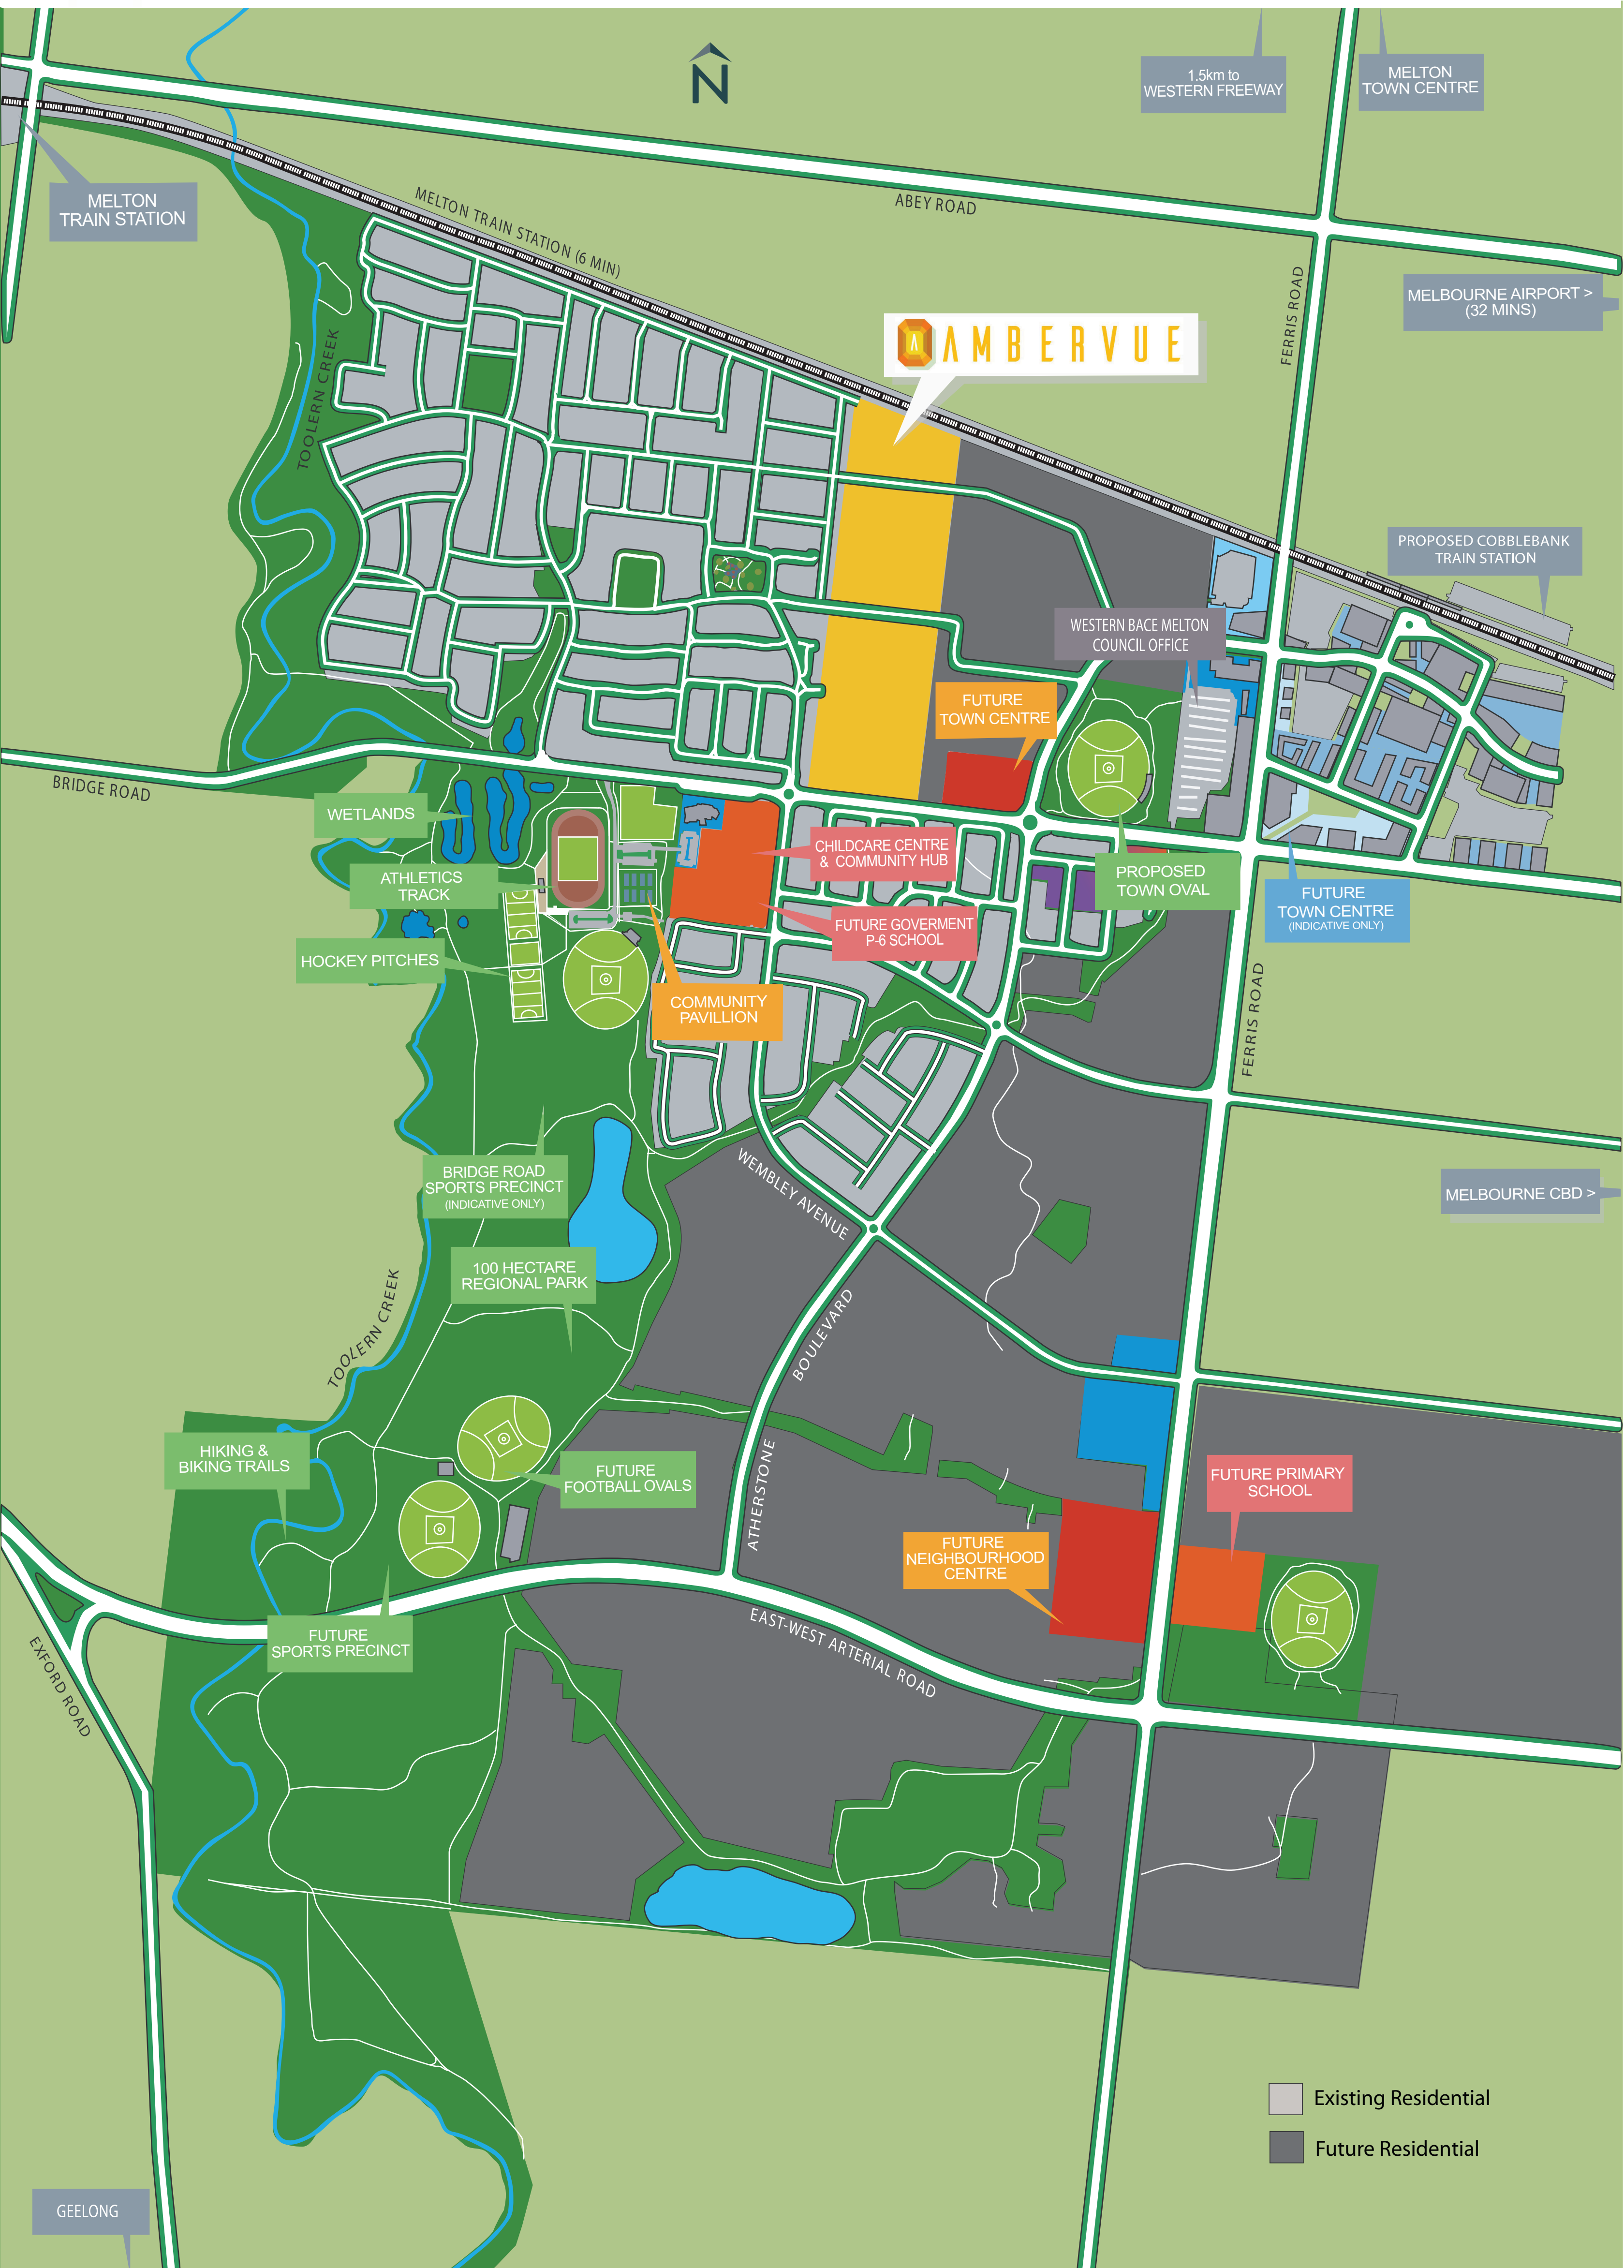 N
1.5km to
WESTERN FREEWAY
MELTON
TOWN CENTRE
MELTON
TRAIN STATION
MELTON TRAIN STATION (6 MIN)
ABEY ROAD
FERRIS ROAD
MELBOURNE AIRPORT >
(32 MINS)
AMBERVUE
TOOLERN CREEK
PROPOSED COBBLEBANK
TRAIN STATION
WESTERN BACE MELTON
COUNCIL OFFICE
FUTURE
TOWN CENTRE
BRIDGE ROAD
WETLANDS
CHILDCARE CENTRE
& COMMUNITY HUB
ATHLETICS
TRACK
PROPOSED
TOWN OVAL
FUTURE
TOWN CENTRE
(INDICATIVE ONLY)
FUTURE GOVERMENT
P-6 SCHOOL
HOCKEY PITCHES
COMMUNITY
PAVILLION
FERRIS ROAD
BRIDGE ROAD
SPORTS PRECINCT
(INDICATIVE ONLY)
WEMBLEY AVENUE
MELBOURNE CBD >
100 HECTARE
REGIONAL PARK
TOOLERN CREEK
BOULEVARD
ATHERSTONE
HIKING &
BIKING TRAILS
FUTURE
FOOTBALL OVALS
FUTURE PRIMARY
SCHOOL
FUTURE
NEIGHBOURHOOD
CENTRE
FUTURE
SPORTS PRECINCT
EAST-WEST ARTERIAL ROAD
EXFORD ROAD
Existing Residential
Future Residential
GEELONG